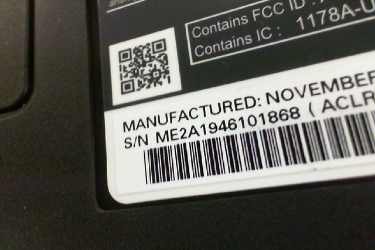 Contains FCC ID :
Contains IC : 1178A-U
MANUFACTURED: NOVEMBER
S/N ME2A1946101868 ( ACLR